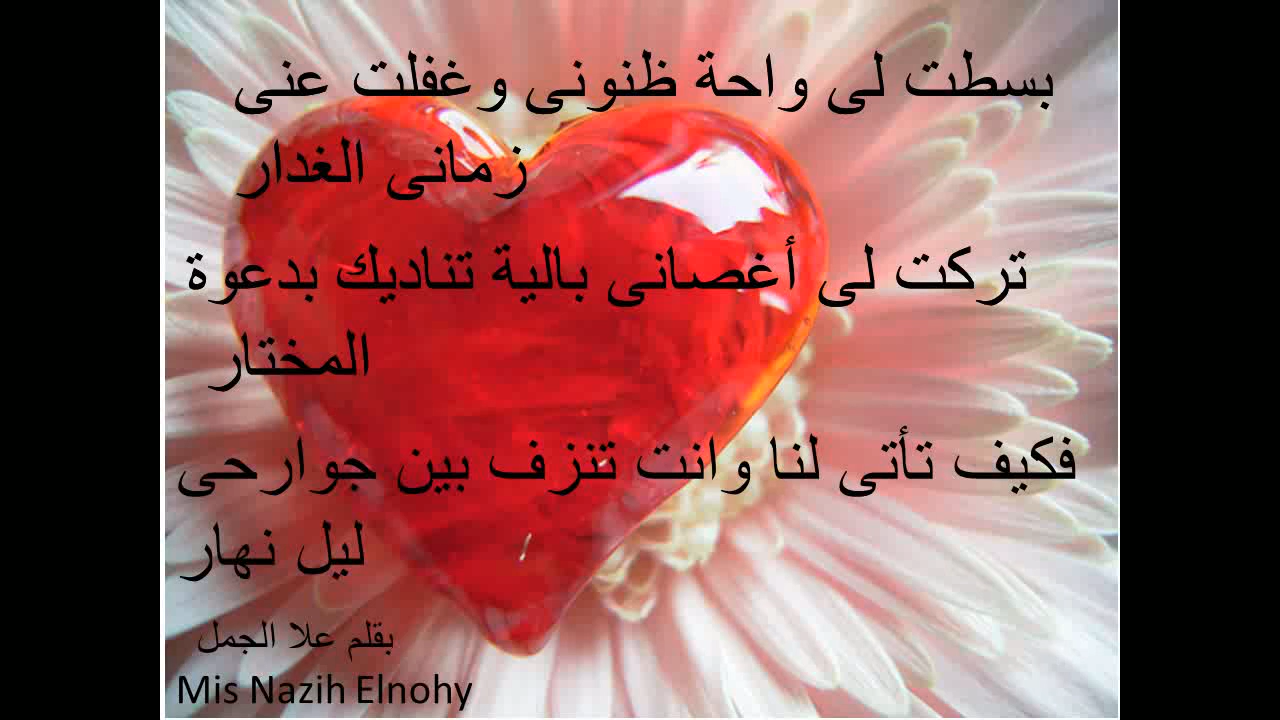 بسطت لى واحة ظنونى وغفلت عنى
زمانى الغدار
تركت لى أغصانى بالية تناديك بدعوة
المختار
فكيف تأتى لنا وانت تنزف بين جوارحى
ليل نهار
بقلم علا الجمل
Mis Nazih Elnohy